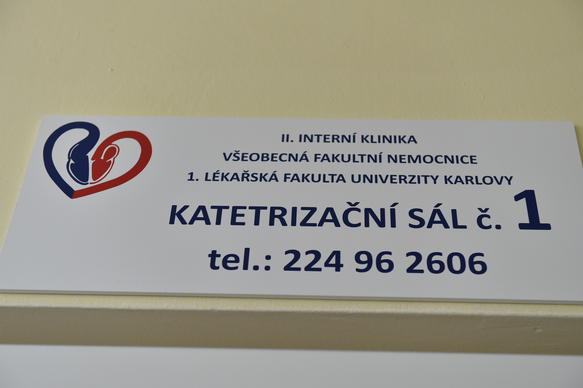 II. INTERNÍ KLINIKA
VŠEOBECNÁ FAKULTNÍ NEMOCNICE
1. LÉKAŘSKÁ FAKULTA UNIVERZITY KARLOVY
KATETRIZAČNÍ SÁL č. 1
tel.: 224 96 2606